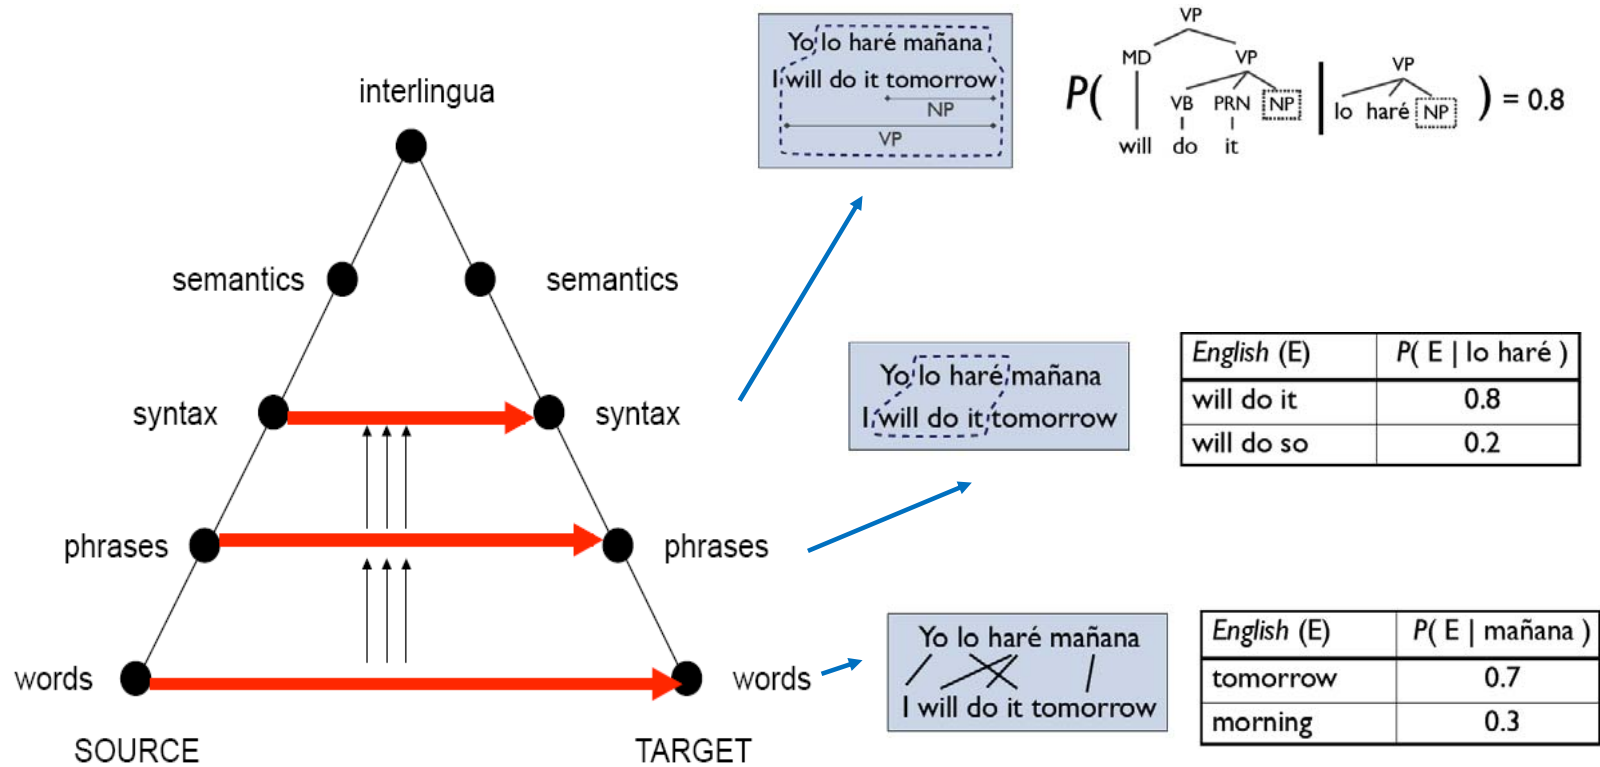 interlingua
semantics
semantics
syntax
syntax
phrases
phrases
words
words
SOURCE
TARGET
Yo lo haré mañana
I will do it tomorrow
NP
VP
VP
MD VP
VB PRN NP
will do it
P( | ) = 0.8
VP
lo haré NP
Yo lo haré mañana
I will do it tomorrow
English (E) P( E | lo haré )
will do it 0.8
will do so 0.2
Yo lo haré mañana
I will do it tomorrow
English (E) P( E | mañana )
tomorrow 0.7
morning 0.3